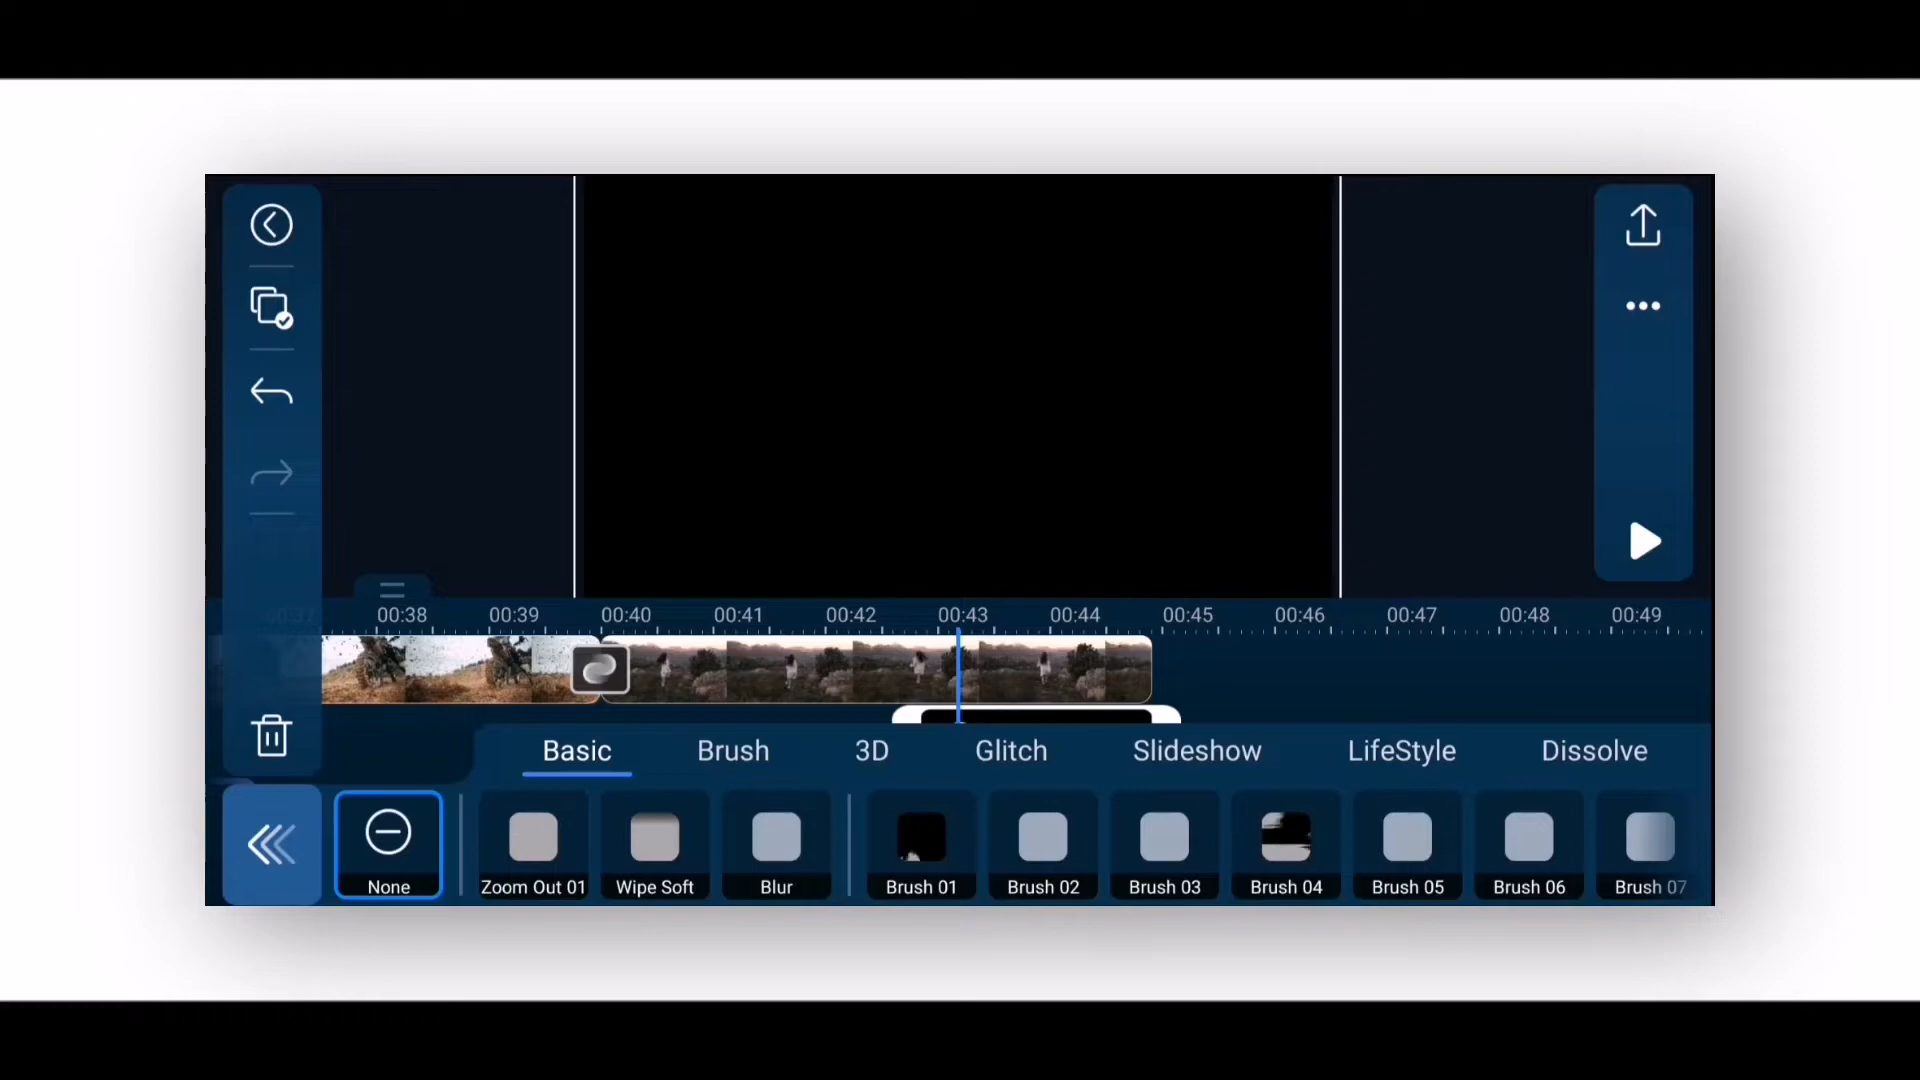 00:37 00:38 00:39 00:40 00:41 00:42 00:43 00:44 00:45 00:46 00:47 00:48 00:49
Basic Brush 3D Glitch Slideshow LifeStyle Dissolve
None Zoom Out 01 Wipe Soft Blur Brush 01 Brush 02 Brush 03 Brush 04 Brush 05 Brush 06 Brush 07